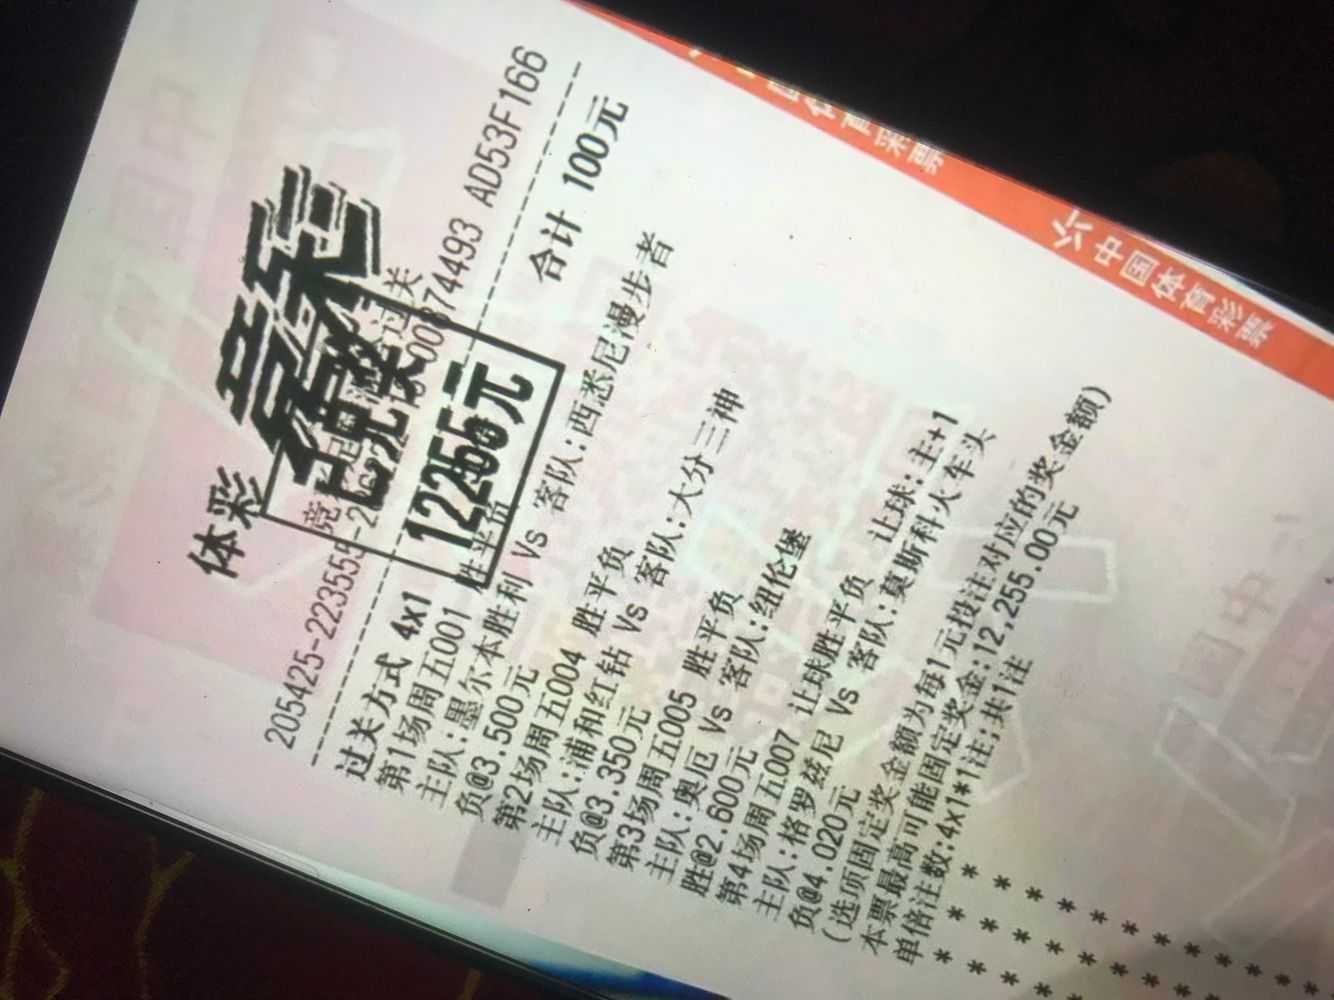 体彩
竞彩
已兑奖
12255元
205425-223555-2
00874493 AD53F166
过关方式 4x1
合计 100元
第1场周五001 胜平负
主队:墨尔本胜利 Vs 客队:西悉尼漫步者
负@3.500元
第2场周五004 胜平负
主队:浦和红钻 Vs 客队:大分三神
负@3.350元
第3场周五005 胜平负
主队:奥厄 Vs 客队:纽伦堡
胜@2.600元
第4场周五007 让球胜平负 让球:主+1
主队:格罗兹尼 Vs 客队:莫斯科火车头
负@4.020元
(选项固定奖金额为每1元投注对应的奖金额)
本票最高可能固定奖金:12,255.00元
单倍注数:4x1*1注;共1注
中国体育彩票